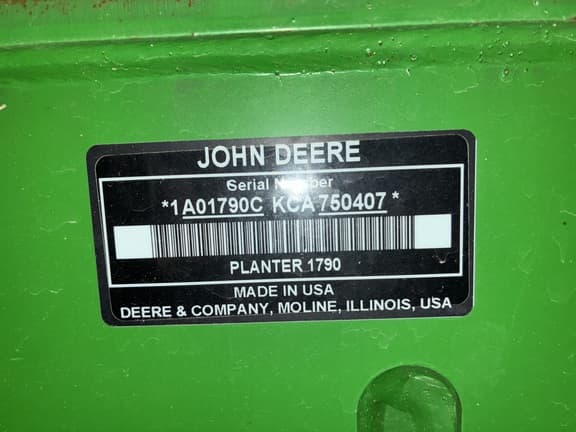 JOHN DEERE
Serial Number
*1A01790C KCA750407*
PLANTER 1790
MADE IN USA
DEERE & COMPANY, MOLINE, ILLINOIS, USA